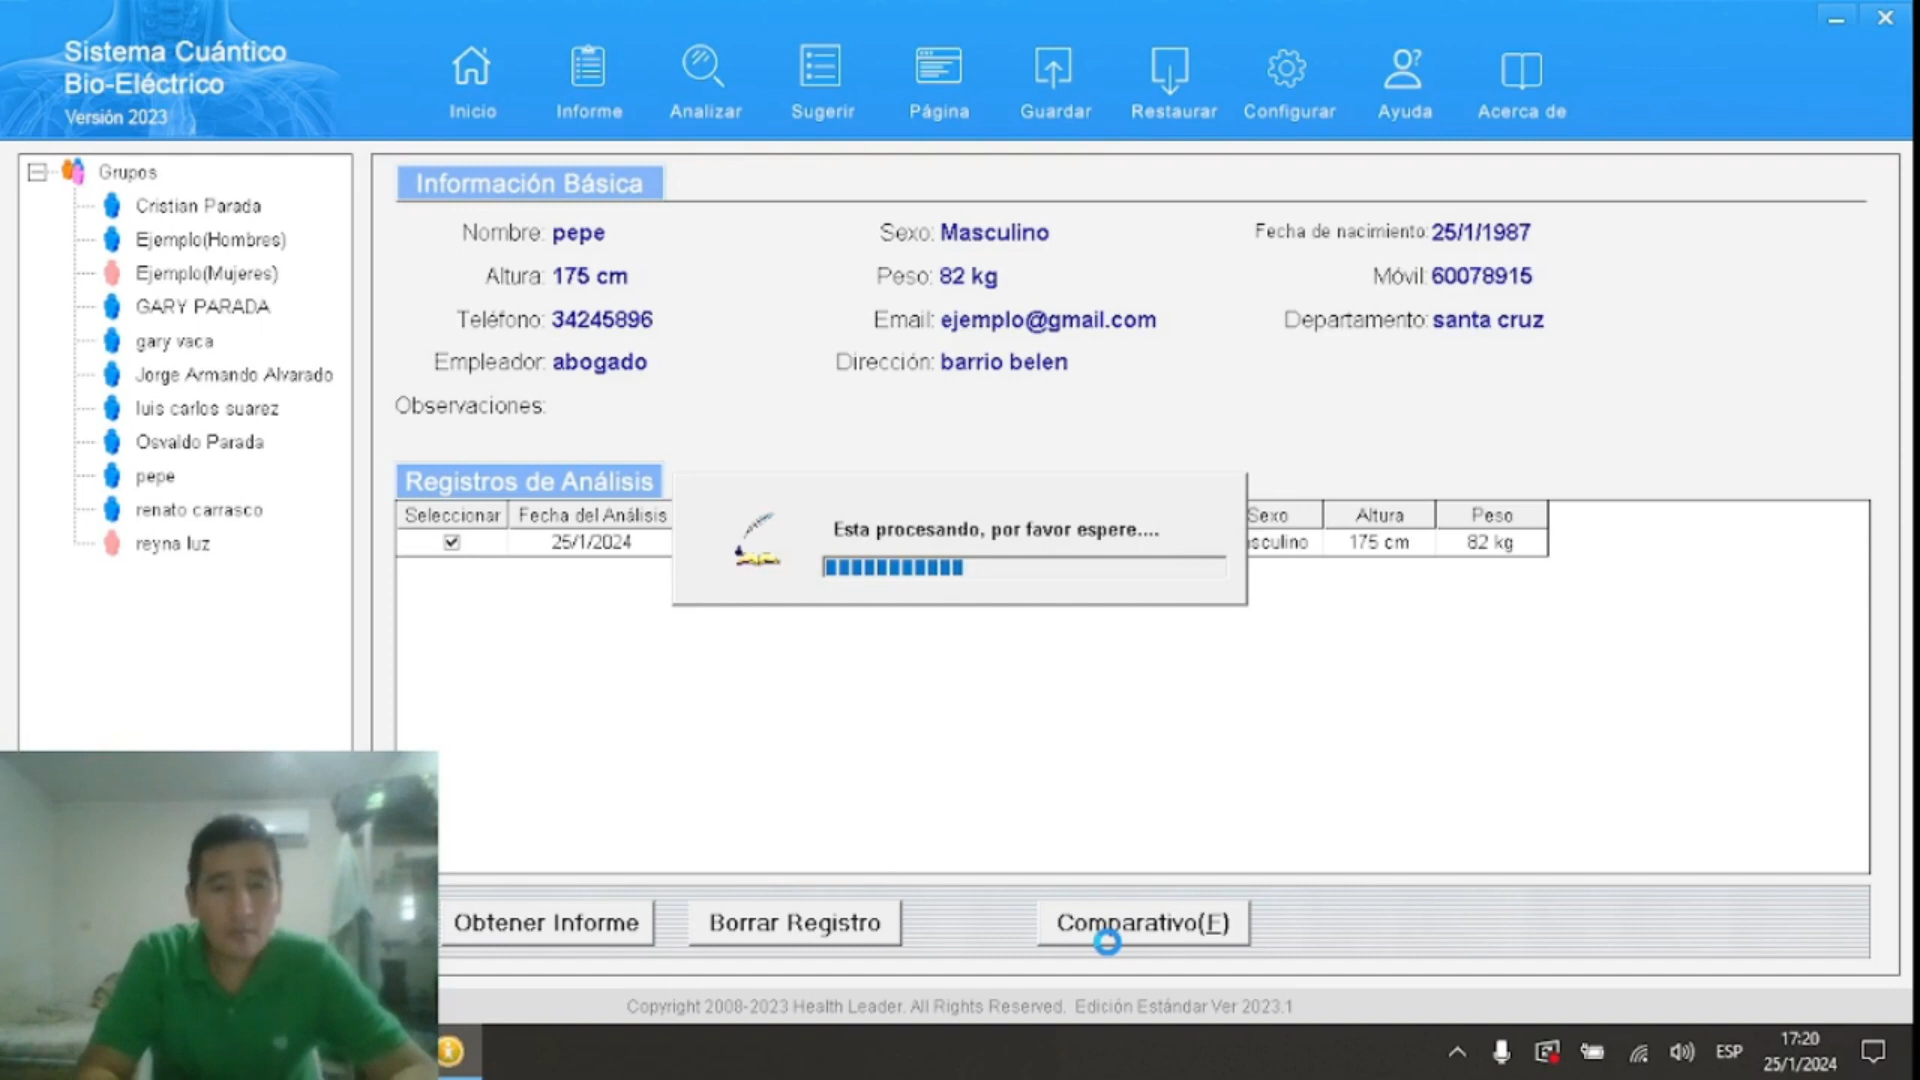 Sistema Cuántico
Bio-Eléctrico
Versión 2023
Inicio
Informe
Analizar
Sugerir
Página
Guardar
Restaurar
Configurar
Ayuda
Acerca de
Grupos
Cristian Parada
Ejemplo(Hombres)
Ejemplo(Mujeres)
GARY PARADA
gary vaca
Jorge Armando Alvarado
luis carlos suarez
Osvaldo Parada
pepe
renato carrasco
reyna luz
Información Básica
Nombre: pepe Sexo: Masculino Fecha de nacimiento: 25/1/1987
Altura: 175 cm Peso: 82 kg Móvil: 60078915
Teléfono: 34245896 Email: ejemplo@gmail.com Departamento: santa cruz
Empleador: abogado Dirección: barrio belen
Observaciones:
Registros de Análisis
Seleccionar Fecha del Análisis Sexo Altura Peso
25/1/2024 sculino 175 cm 82 kg
Esta procesando, por favor espere....
Obtener Informe
Borrar Registro
Comparativo(F)
Copyright 2008-2023 Health Leader. All Rights Reserved. Edición Estándar Ver 2023.1
ESP
17:20
25/1/2024